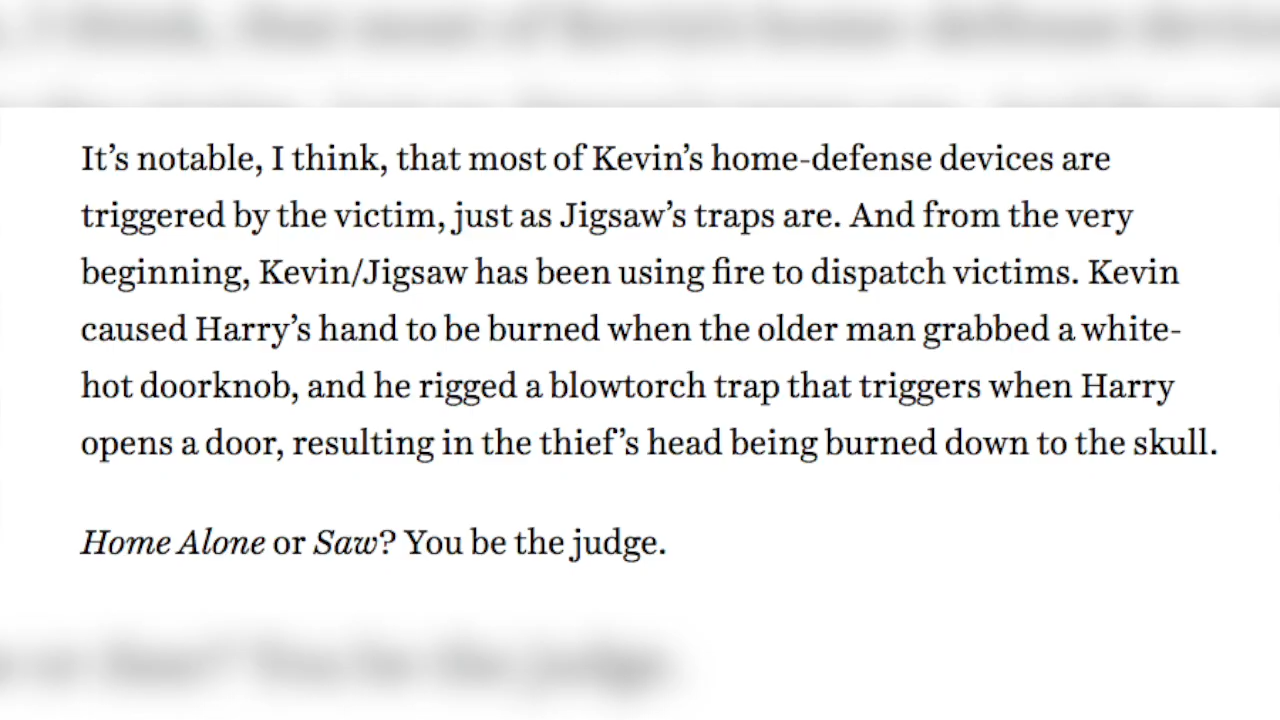 It’s notable, I think, that most of Kevin’s home-defense devices are
triggered by the victim, just as Jigsaw’s traps are. And from the very
beginning, Kevin/Jigsaw has been using fire to dispatch victims. Kevin
caused Harry’s hand to be burned when the older man grabbed a white-
hot doorknob, and he rigged a blowtorch trap that triggers when Harry
opens a door, resulting in the thief’s head being burned down to the skull.
Home Alone or Saw? You be the judge.